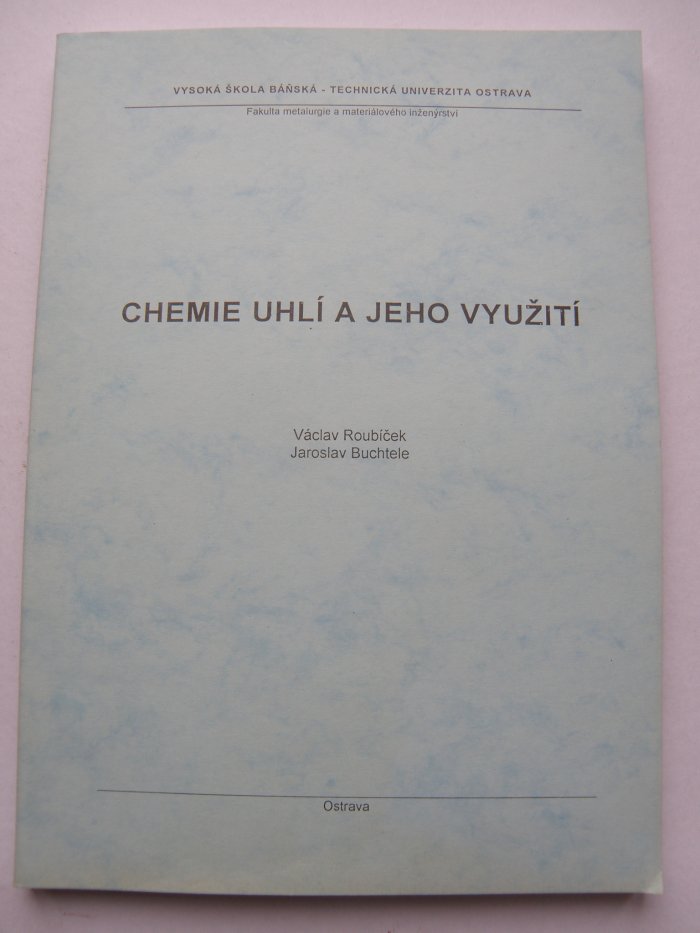 VYSOKÁ ŠKOLA BÁŇSKÁ - TECHNICKÁ UNIVERZITA OSTRAVA
Fakulta metalurgie a materiálového inženýrství
CHEMIE UHLÍ A JEHO VYUŽITÍ
Václav Roubíček
Jaroslav Buchtele
Ostrava